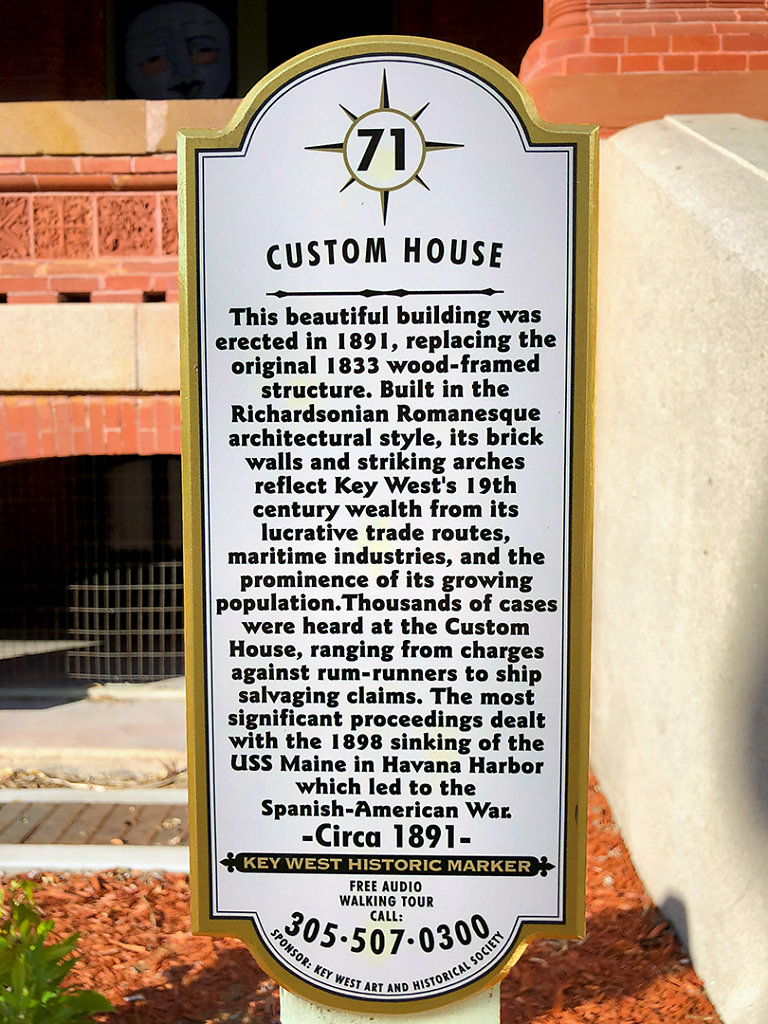 71
CUSTOM HOUSE
This beautiful building was
erected in 1891, replacing the
original 1833 wood-framed
structure. Built in the
Richardsonian Romanesque
architectural style, its brick
walls and striking arches
reflect Key West's 19th
century wealth from its
lucrative trade routes,
maritime industries, and the
prominence of its growing
population.Thousands of cases
were heard at the Custom
House, ranging from charges
against rum-runners to ship
salvaging claims. The most
significant proceedings dealt
with the 1898 sinking of the
USS Maine in Havana Harbor
which led to the
Spanish-American War.
-Circa 1891-
KEY WEST HISTORIC MARKER
FREE AUDIO
WALKING TOUR
CALL:
305·507·0300
SPONSOR: KEY WEST ART AND HISTORICAL SOCIETY